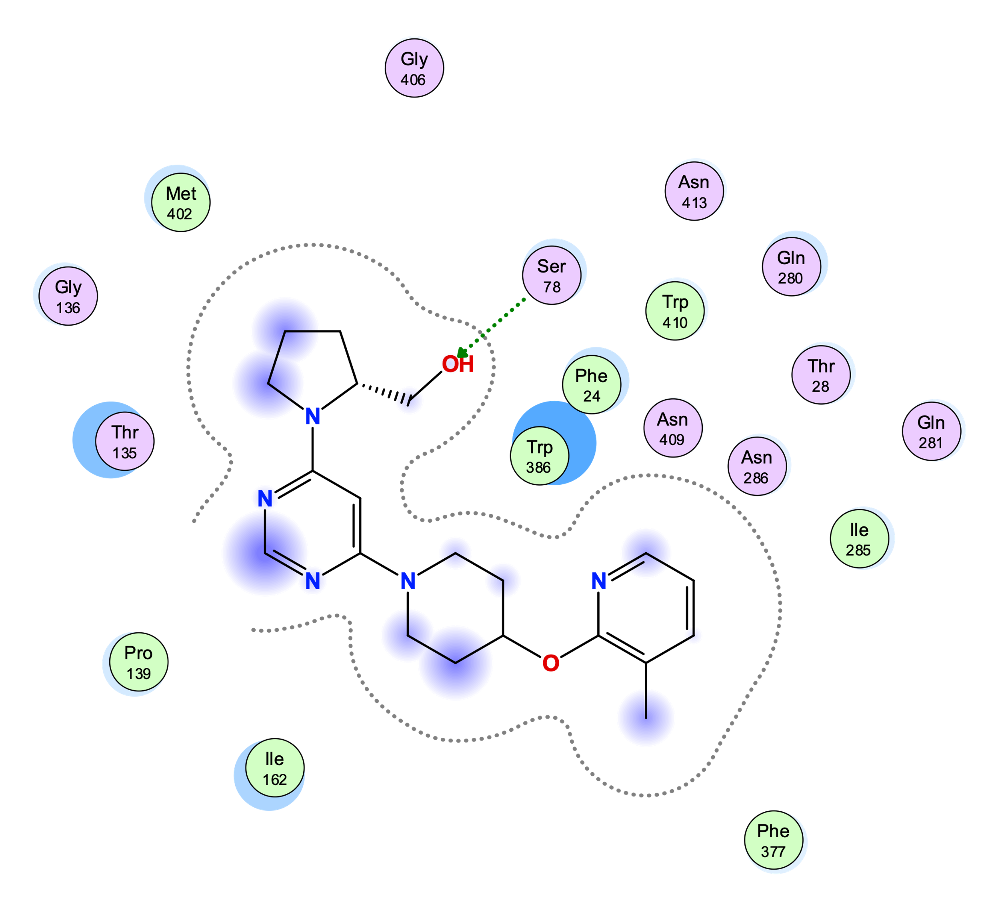 Gly
406
Met
402
Asn
413
Gln
280
Ser
78
Gly
136
Trp
410
Thr
28
OH
Phe
24
N
Thr
135
Asn
409
Gln
281
Trp
386
Asn
286
N
Ile
285
N
N
N
Pro
139
O
Ile
162
Phe
377